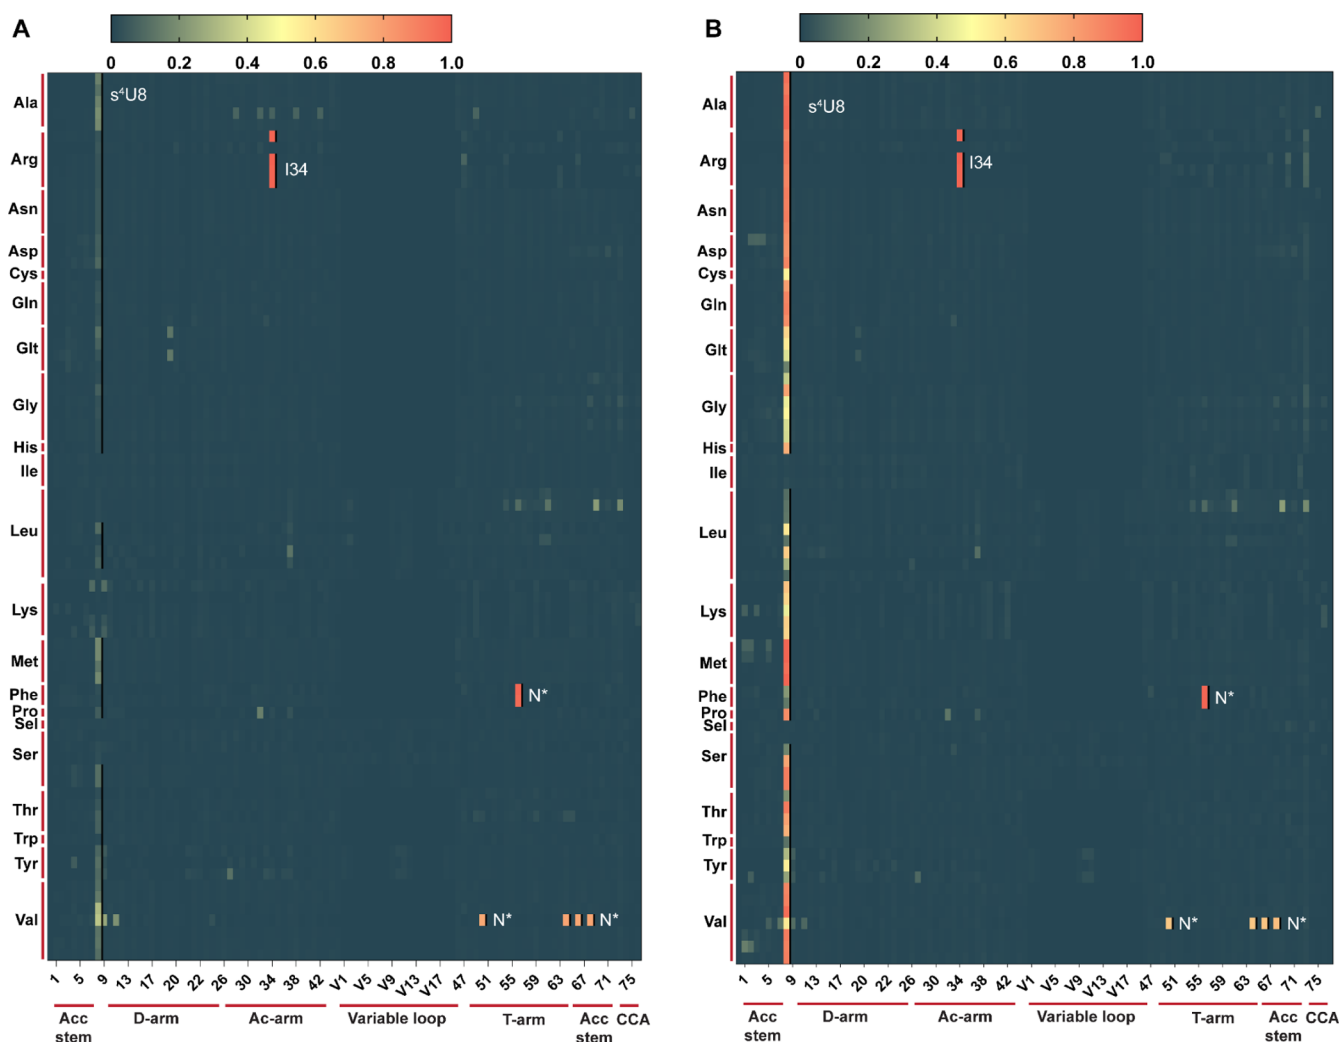 A
0 0.2 0.4 0.6 0.8 1.0
s⁴U8
Ala
Arg
I34
Asn
Asp
Cys
Gln
Glt
Gly
His
Ile
Leu
Lys
Met
Phe
N*
Pro
Sel
Ser
Thr
Trp
Tyr
Val
N* N*
1 5 9 13 17 20 22 26 30 34 38 42 V1 V5 V9 V13 V17 47 51 55 59 63 67 71 75
Acc stem D-arm Ac-arm Variable loop T-arm Acc stem CCA
B
0 0.2 0.4 0.6 0.8 1.0
s⁴U8
Ala
Arg
I34
Asn
Asp
Cys
Gln
Glt
Gly
His
Ile
Leu
Lys
Met
Phe
N*
Pro
Sel
Ser
Thr
Trp
Tyr
Val
N* N*
1 5 9 13 17 20 22 26 30 34 38 42 V1 V5 V9 V13 V17 47 51 55 59 63 67 71 75
Acc stem D-arm Ac-arm Variable loop T-arm Acc stem CCA